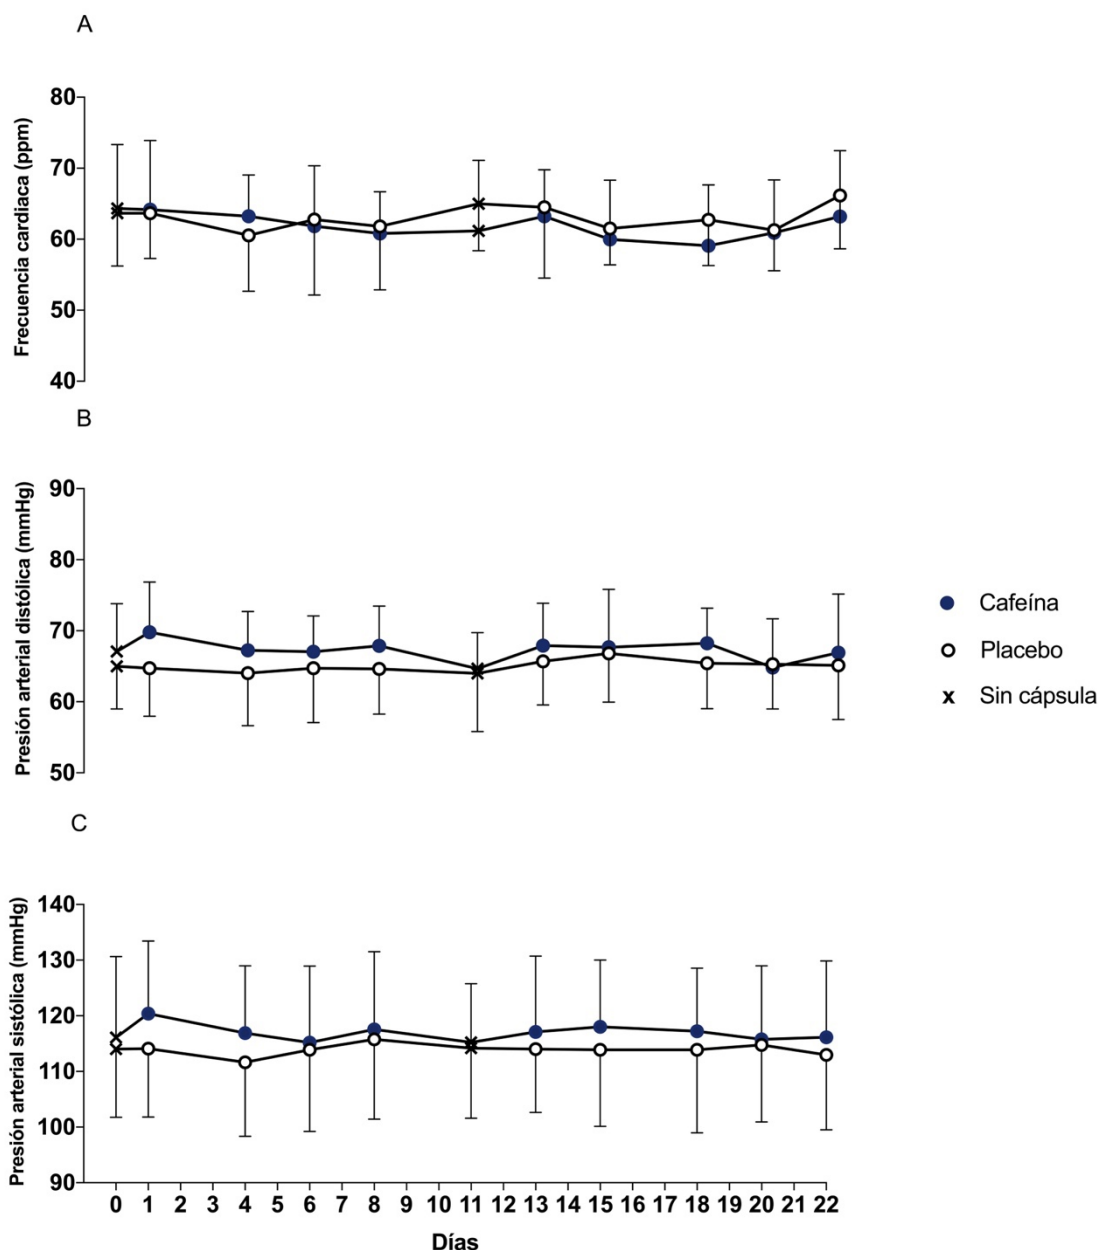 A
Frecuencia cardiaca (ppm)
80
70
60
50
40
B
Presión arterial distólica (mmHg)
90
80
70
60
50
Cafeína
Placebo
x Sin cápsula
C
Presión arterial sistólica (mmHg)
140
130
120
110
100
90
0 1 2 3 4 5 6 7 8 9 10 11 12 13 14 15 16 17 18 19 20 21 22
Días